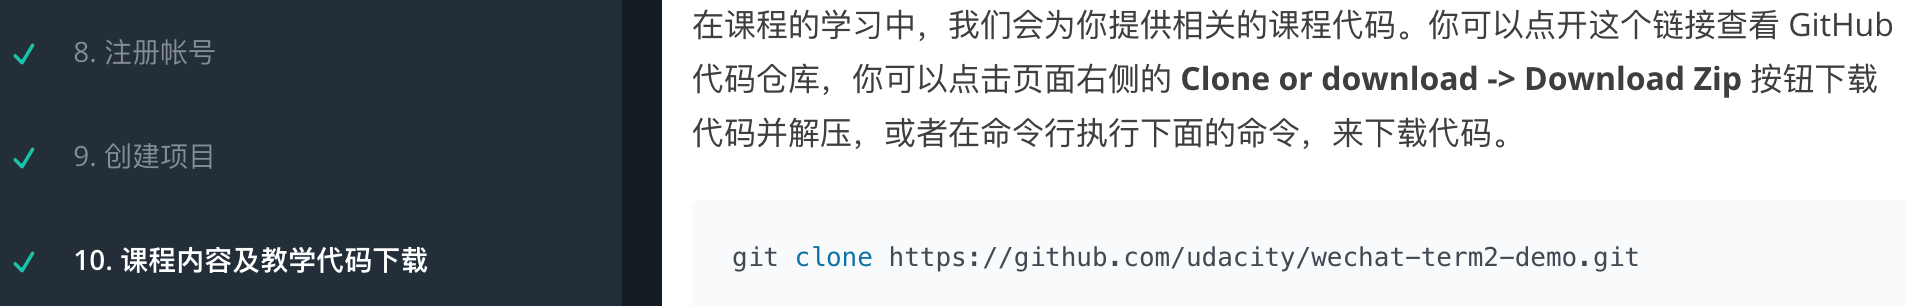 8. 注册帐号
9. 创建项目
10. 课程内容及教学代码下载
在课程的学习中，我们会为你提供相关的课程代码。你可以点开这个链接查看 GitHub
代码仓库，你可以点击页面右侧的 Clone or download -> Download Zip 按钮下载
代码并解压，或者在命令行执行下面的命令，来下载代码。
git clone https://github.com/udacity/wechat-term2-demo.git